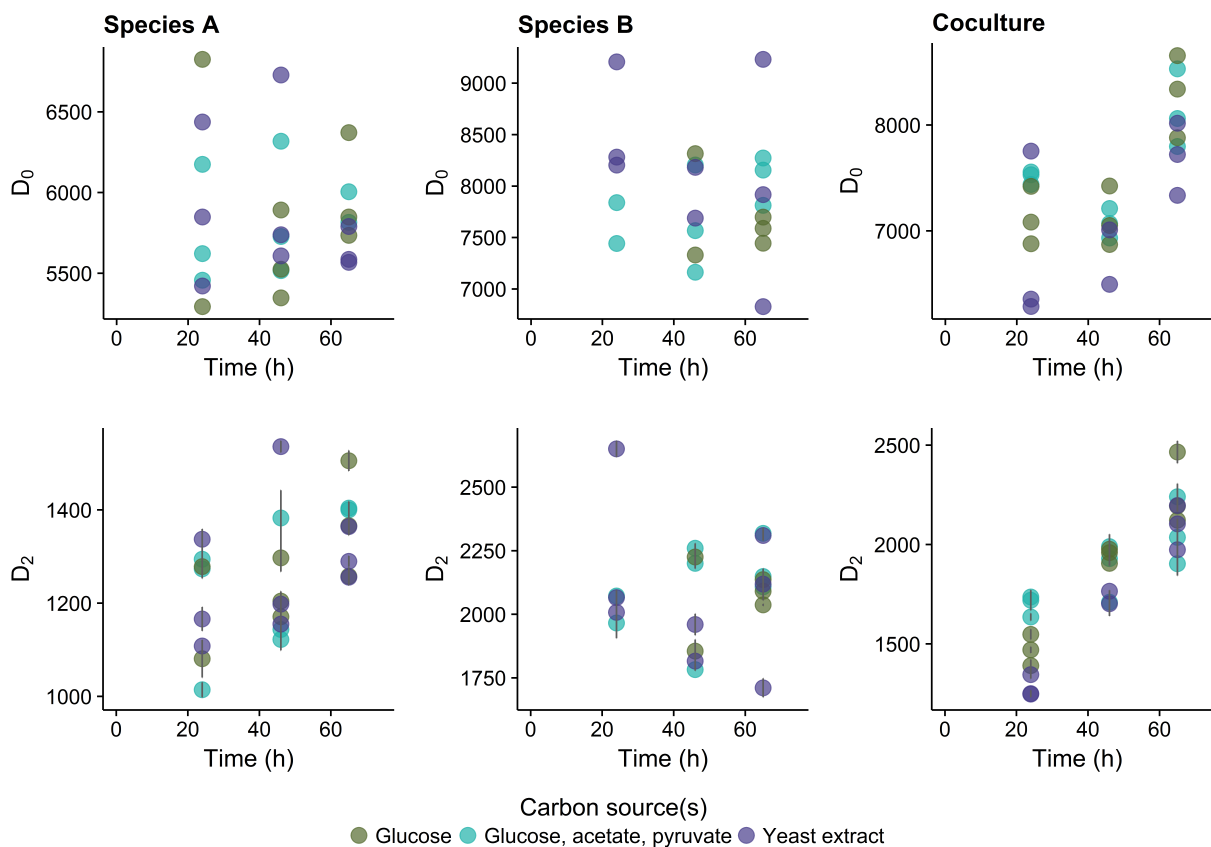 Species A
Species B
Coculture
D0
6500
6000
5500
0 20 40 60
Time (h)
D0
9000
8500
8000
7500
7000
0 20 40 60
Time (h)
D0
8000
7000
0 20 40 60
Time (h)
D2
1400
1200
1000
0 20 40 60
Time (h)
D2
2500
2250
2000
1750
0 20 40 60
Time (h)
D2
2500
2000
1500
0 20 40 60
Time (h)
Carbon source(s)
Glucose Glucose, acetate, pyruvate Yeast extract